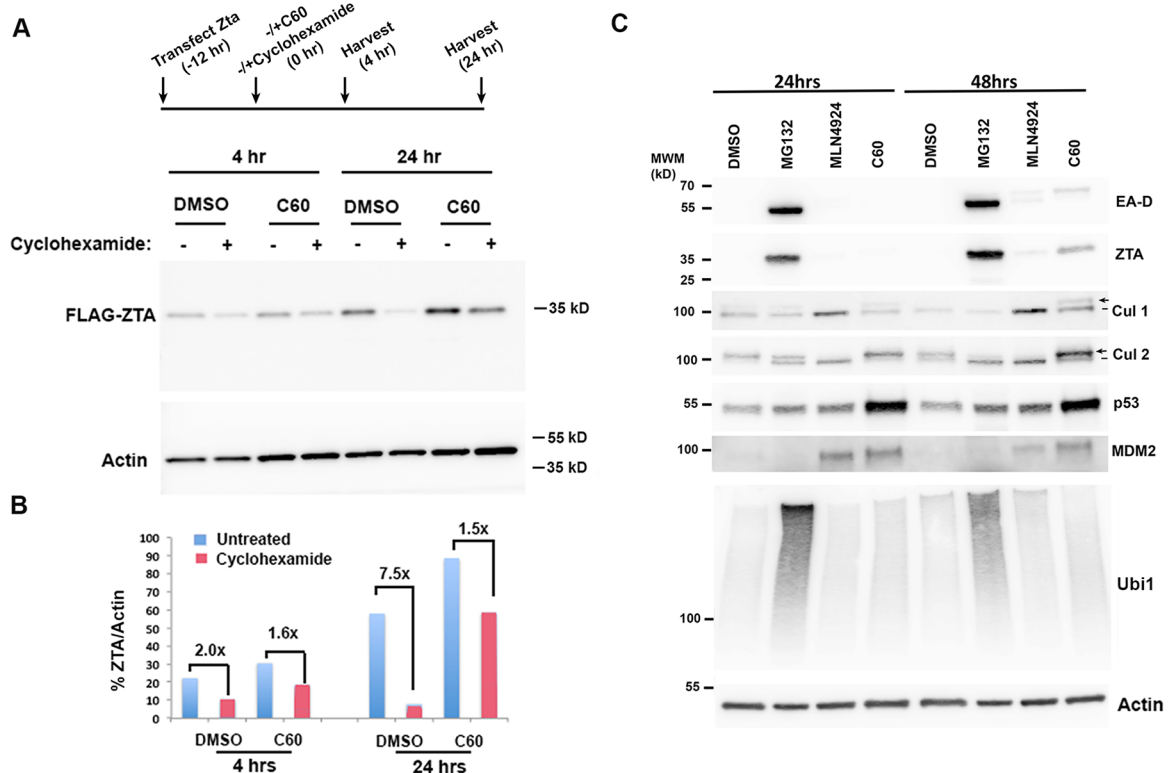 A
Transfect Zta
(-12 hr)
-/+C60
-/+Cyclohexamide
(0 hr)
Harvest
(4 hr)
Harvest
(24 hr)
4 hr 24 hr
DMSO C60 DMSO C60
Cyclohexamide: - + - + - + - +
FLAG-ZTA
35 kD
Actin
55 kD
35 kD
B
Untreated
Cyclohexamide
% ZTA/Actin
100
90
80
70
60
50
40
30
20
10
0
2.0x
1.6x
7.5x
1.5x
DMSO C60 DMSO C60
4 hrs 24 hrs
C
24hrs 48hrs
DMSO MG132 MLN4924 C60 DMSO MG132 MLN4924 C60
MWM
(kD)
70
55
EA-D
35
25
ZTA
100
Cul 1
100
Cul 2
55
p53
100
MDM2
Ubi1
100
55
Actin